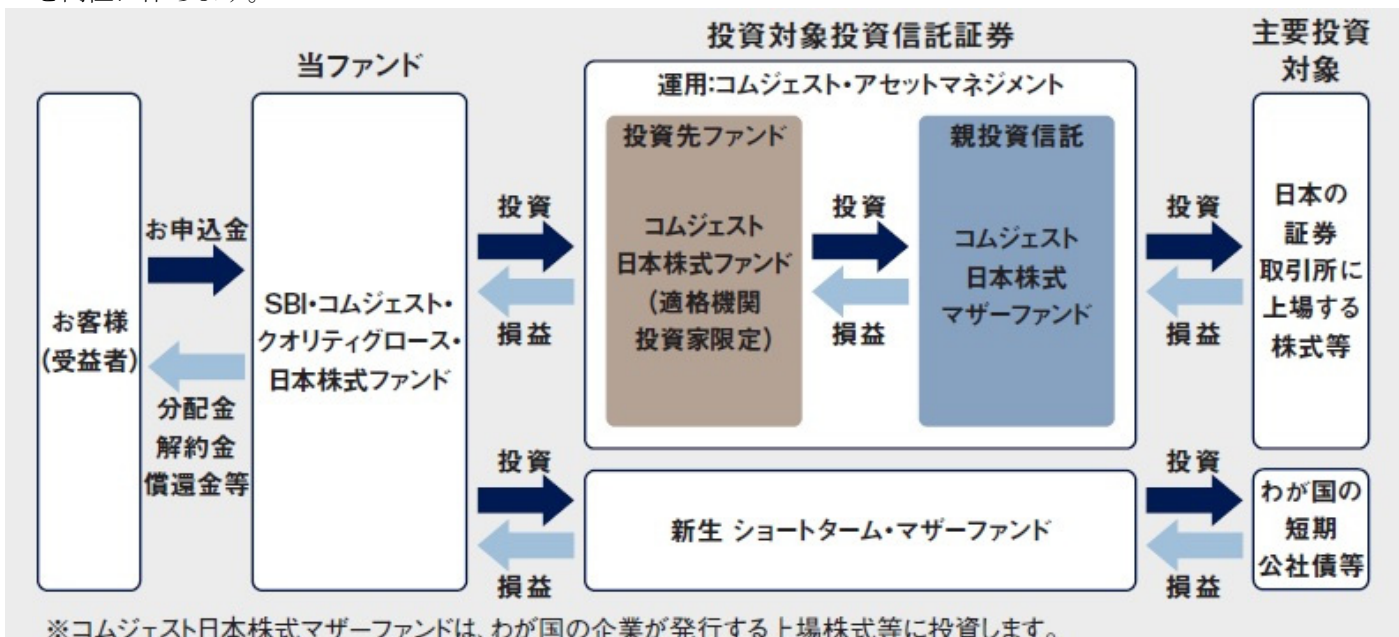 投資対象投資信託証券
主要投資
対象
当ファンド
運用:コムジェスト・アセットマネジメント
投資先ファンド
親投資信託
お申込金
投資
投資
投資
コムジェスト
日本株式ファンド
(適格機関
投資家限定)
コムジェスト
日本株式
マザーファンド
日本の
証券
取引所に
上場する
株式等
お客様
(受益者)
SBI・コムジェスト・
クオリティグロース・
日本株式ファンド
損益
損益
損益
分配金
解約金
償還金等
投資
投資
新生 ショートターム・マザーファンド
わが国の
短期
公社債等
損益
損益
※コムジェスト日本株式マザーファンドは、わが国の企業が発行する上場株式等に投資します。